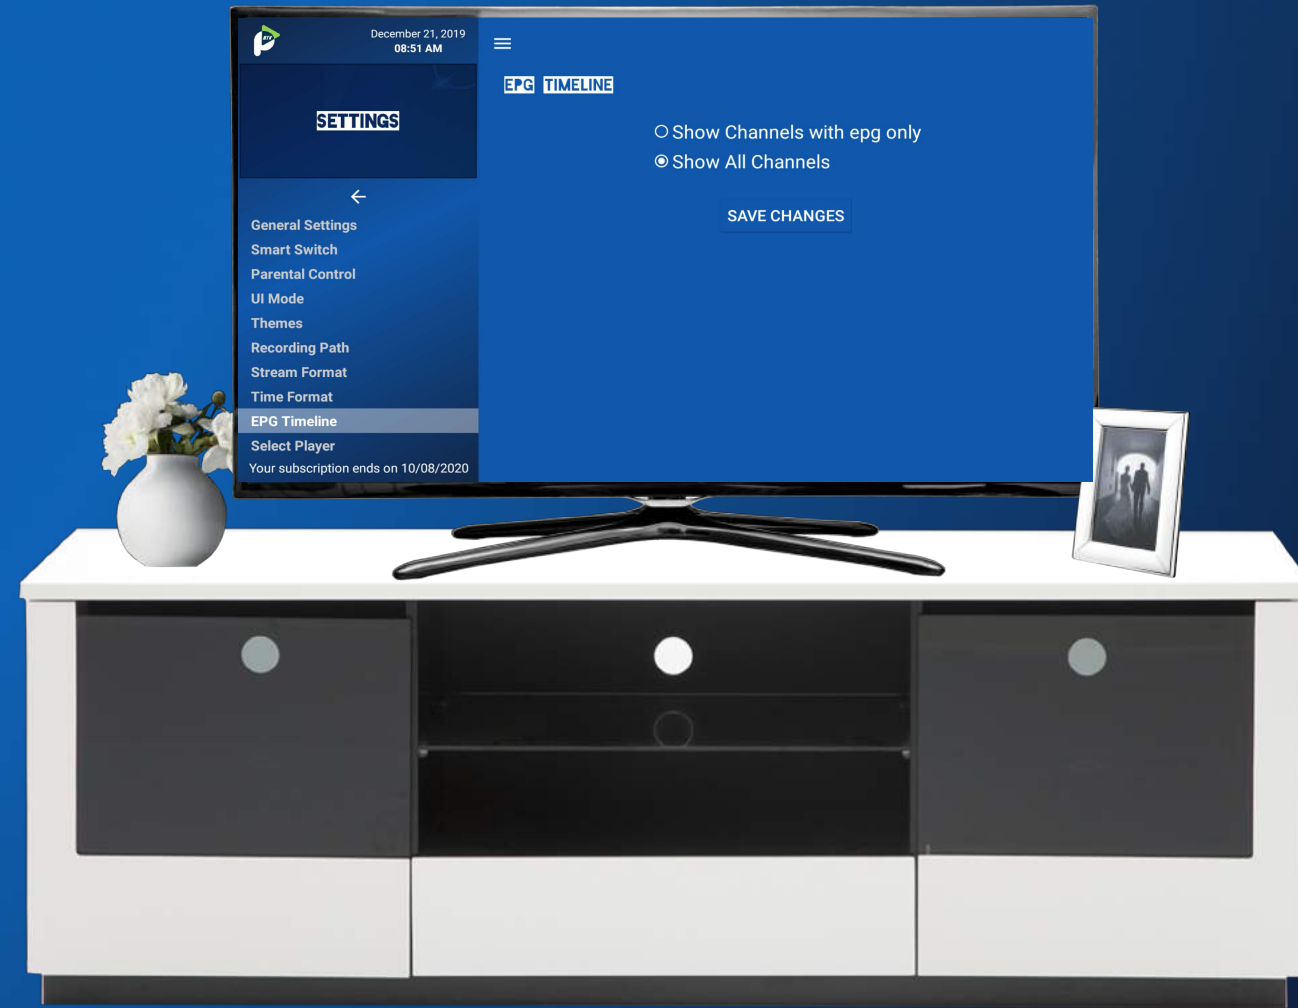 December 21, 2019
08:51 AM
SETTINGS
General Settings
Smart Switch
Parental Control
UI Mode
Themes
Recording Path
Stream Format
Time Format
EPG Timeline
Select Player
Your subscription ends on 10/08/2020
EPG TIMELINE
Show Channels with epg only
Show All Channels
SAVE CHANGES